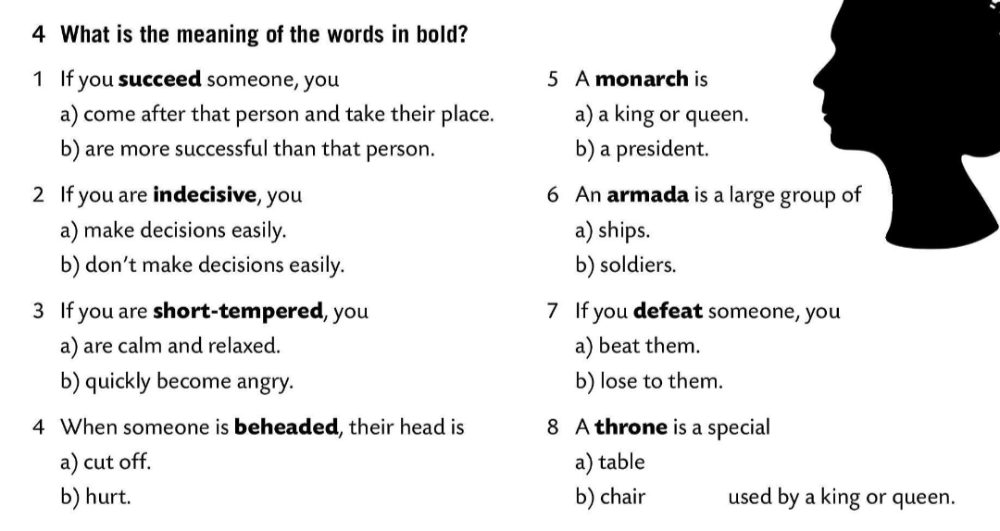 4 What is the meaning of the words in bold?
1 If you succeed someone, you
a) come after that person and take their place.
b) are more successful than that person.
2 If you are indecisive, you
a) make decisions easily.
b) don't make decisions easily.
3 If you are short-tempered, you
a) are calm and relaxed.
b) quickly become angry.
4 When someone is beheaded, their head is
a) cut off.
b) hurt.
5 A monarch is
a) a king or queen.
b) a president.
6 An armada is a large group of
a) ships.
b) soldiers.
7 If you defeat someone, you
a) beat them.
b) lose to them.
8 A throne is a special
a) table
b) chair used by a king or queen.